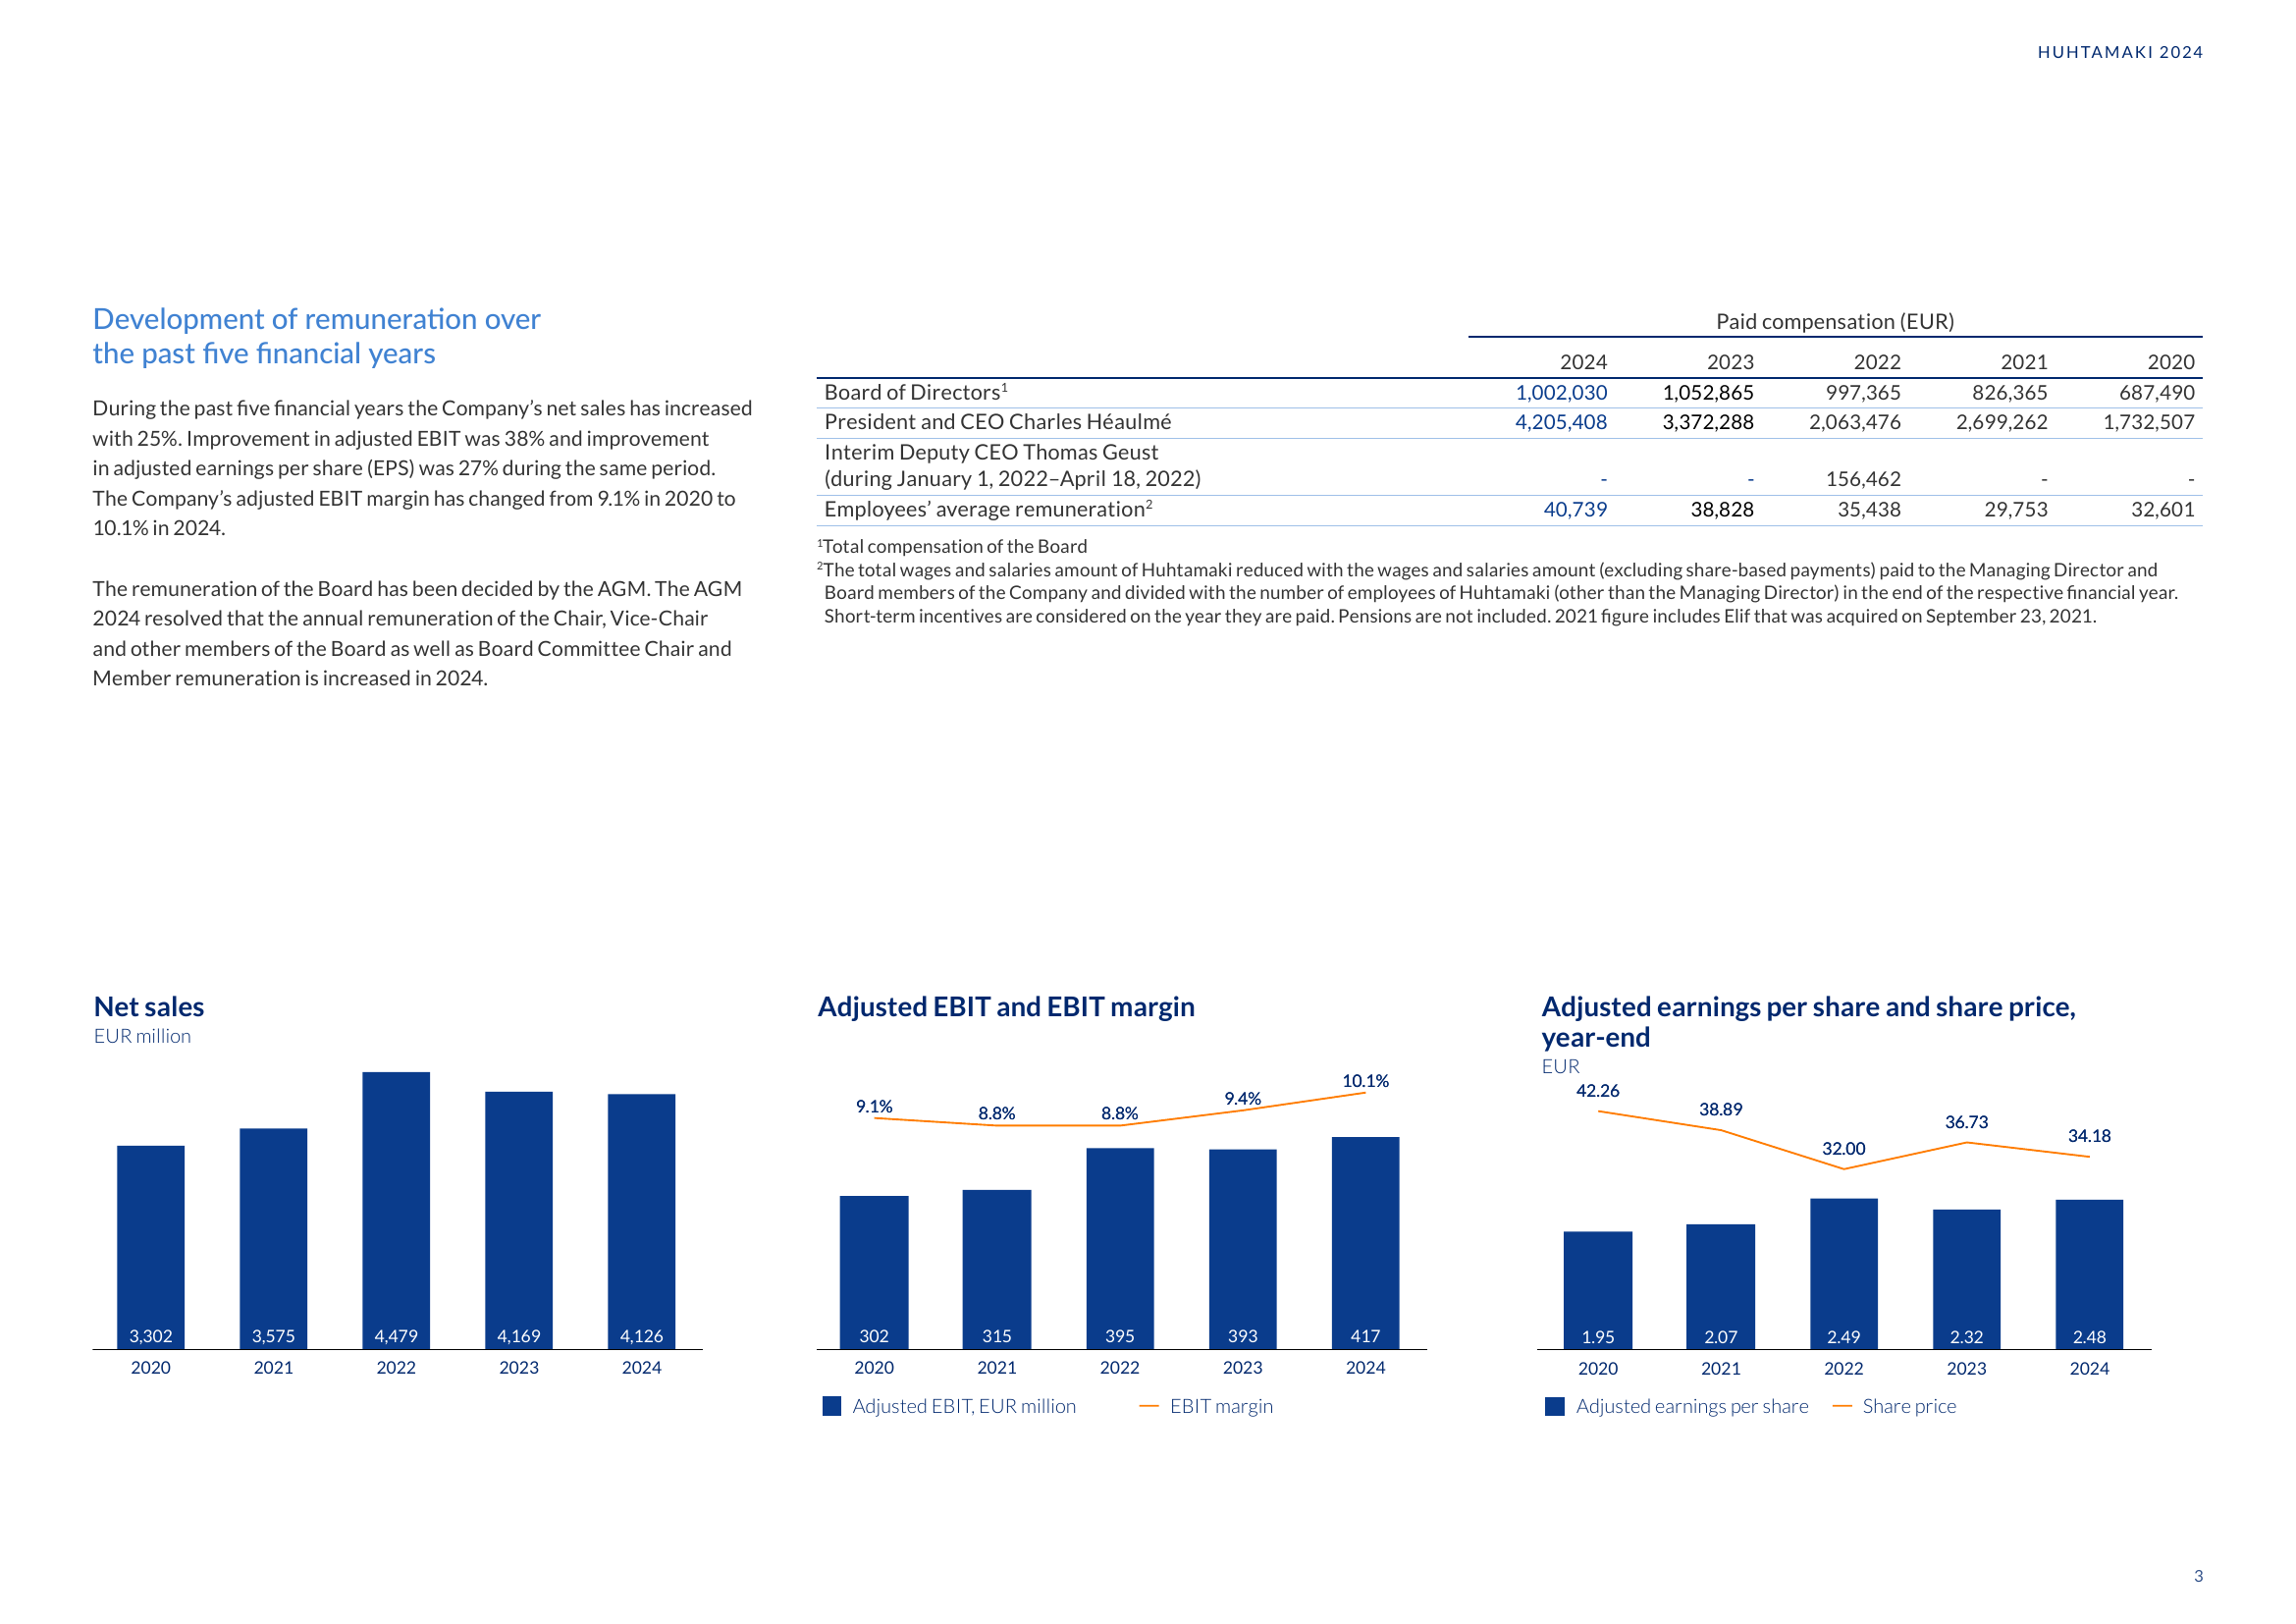 HUHTAMAKI 2024
Development of remuneration over
the past five financial years
During the past five financial years the Company's net sales has increased
with 25%. Improvement in adjusted EBIT was 38% and improvement
in adjusted earnings per share (EPS) was 27% during the same period.
The Company's adjusted EBIT margin has changed from 9.1% in 2020 to
10.1% in 2024.
The remuneration of the Board has been decided by the AGM. The AGM
2024 resolved that the annual remuneration of the Chair, Vice-Chair
and other members of the Board as well as Board Committee Chair and
Member remuneration is increased in 2024.
Paid compensation (EUR)
2024 2023 2022 2021 2020
Board of Directors¹ 1,002,030 1,052,865 997,365 826,365 687,490
President and CEO Charles Héaulmé 4,205,408 3,372,288 2,063,476 2,699,262 1,732,507
Interim Deputy CEO Thomas Geust
(during January 1, 2022–April 18, 2022) - - 156,462 - -
Employees' average remuneration² 40,739 38,828 35,438 29,753 32,601
¹Total compensation of the Board
²The total wages and salaries amount of Huhtamaki reduced with the wages and salaries amount (excluding share-based payments) paid to the Managing Director and
Board members of the Company and divided with the number of employees of Huhtamaki (other than the Managing Director) in the end of the respective financial year.
Short-term incentives are considered on the year they are paid. Pensions are not included. 2021 figure includes Elif that was acquired on September 23, 2021.
Net sales
EUR million
3,302 3,575 4,479 4,169 4,126
2020 2021 2022 2023 2024
Adjusted EBIT and EBIT margin
9.1% 8.8% 8.8% 9.4% 10.1%
302 315 395 393 417
2020 2021 2022 2023 2024
Adjusted EBIT, EUR million EBIT margin
Adjusted earnings per share and share price,
year-end
EUR
42.26 38.89 32.00 36.73 34.18
1.95 2.07 2.49 2.32 2.48
2020 2021 2022 2023 2024
Adjusted earnings per share Share price
3